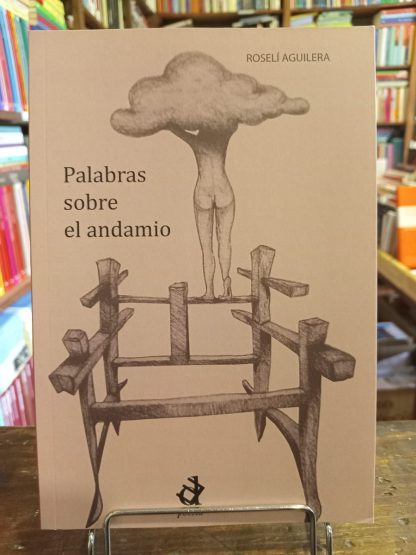 ROSELÍ AGUILERA
Palabras
sobre
el andamio